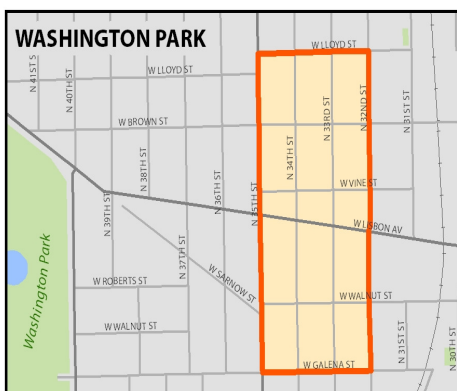 WASHINGTON PARK
W LLOYD ST
W LLOYD ST
N 41ST S
N 40TH ST
N 33RD ST
N 32ND ST
N 31ST ST
W BROWN ST
N 38TH ST
N 36TH ST
N 35TH ST
N 34TH ST
W VINE ST
N 39TH ST
W LISBON AV
Washington Park
N 37TH ST
W SARNOW ST
W ROBERTS ST
W WALNUT ST
W WALNUT ST
N 31ST ST
N 30TH ST
W GALENA ST